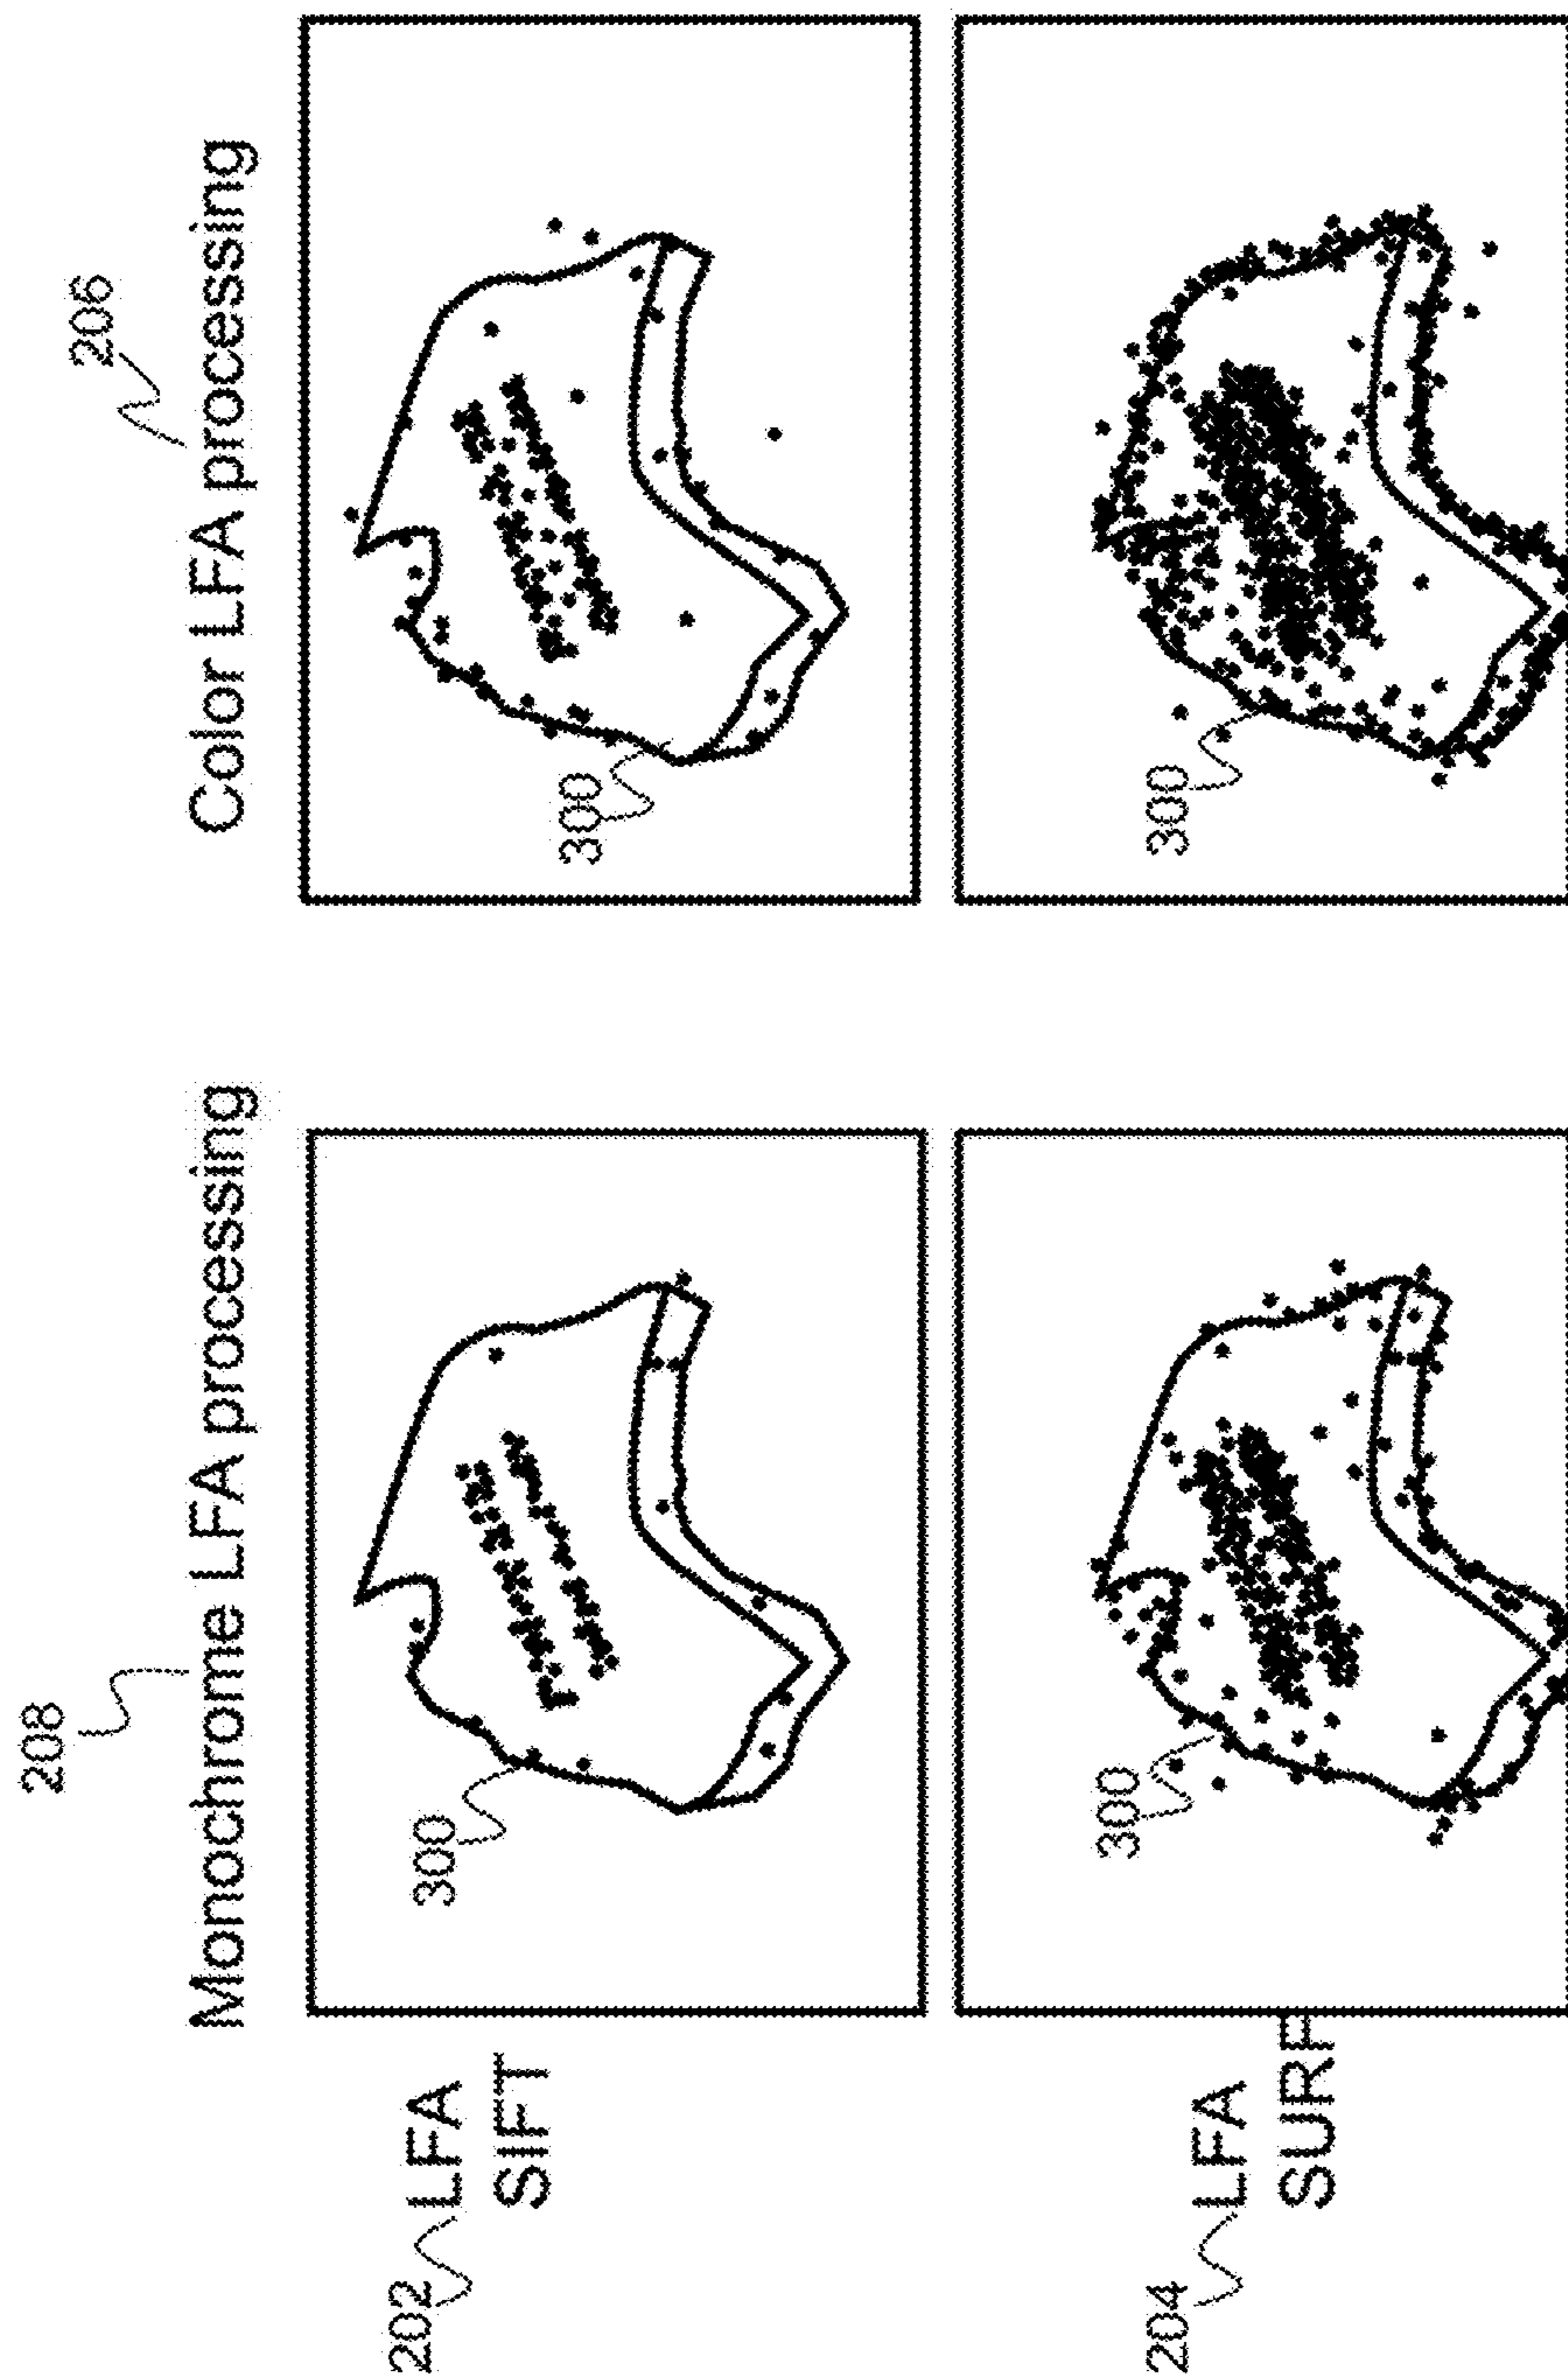 208
206
Monochrome LFA processing
Color LFA processing
202
LFA
SIFT
300
300
204
LFA
SURF
300
300